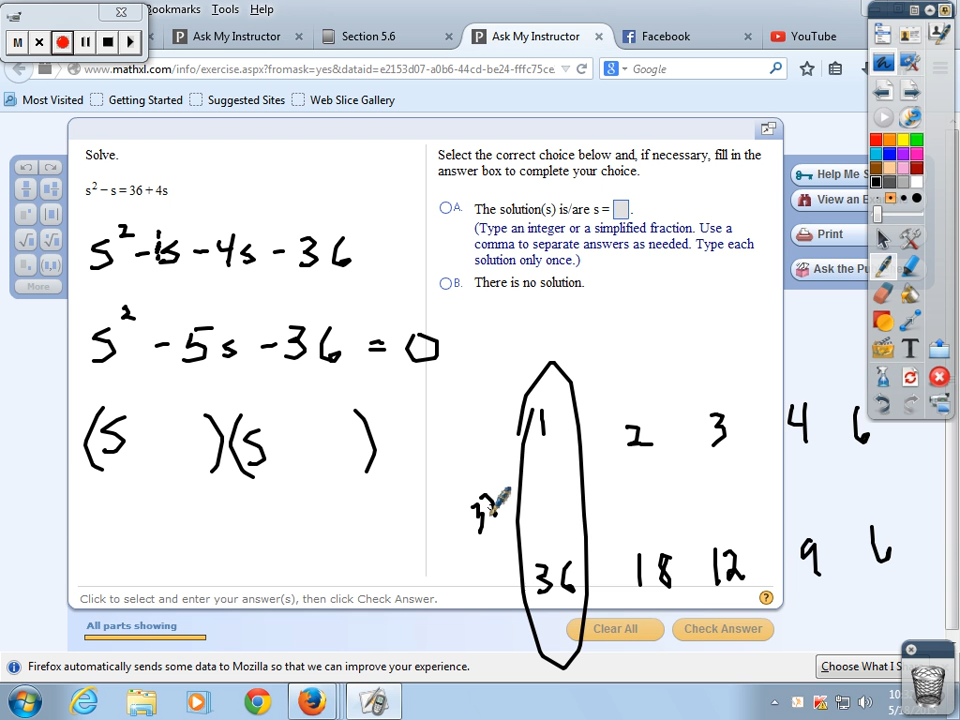 Bookmarks Tools Help
Ask My Instructor
Section 5.6
Ask My Instructor
Facebook
YouTube
www.mathxl.com/info/exercise.aspx?fromask=yes&dataid=e2153d07-a0b6-44cd-be24-fffc75ce
Google
Most Visited Getting Started Suggested Sites Web Slice Gallery
M
Solve.
s² − s = 36 + 4s
Select the correct choice below and, if necessary, fill in the
answer box to complete your choice.
A. The solution(s) is/are s = .
(Type an integer or a simplified fraction. Use a
comma to separate answers as needed. Type each
solution only once.)
B. There is no solution.
s² - 1s - 4s - 36
s² - 5s - 36 = 0
(s )(s )
1 2 3 4 6
36 18 12 9 6
More
Help Me
View an
Print
Ask the
Click to select and enter your answer(s), then click Check Answer.
?
All parts showing
Clear All
Check Answer
Firefox automatically sends some data to Mozilla so that we can improve your experience.
Choose What I